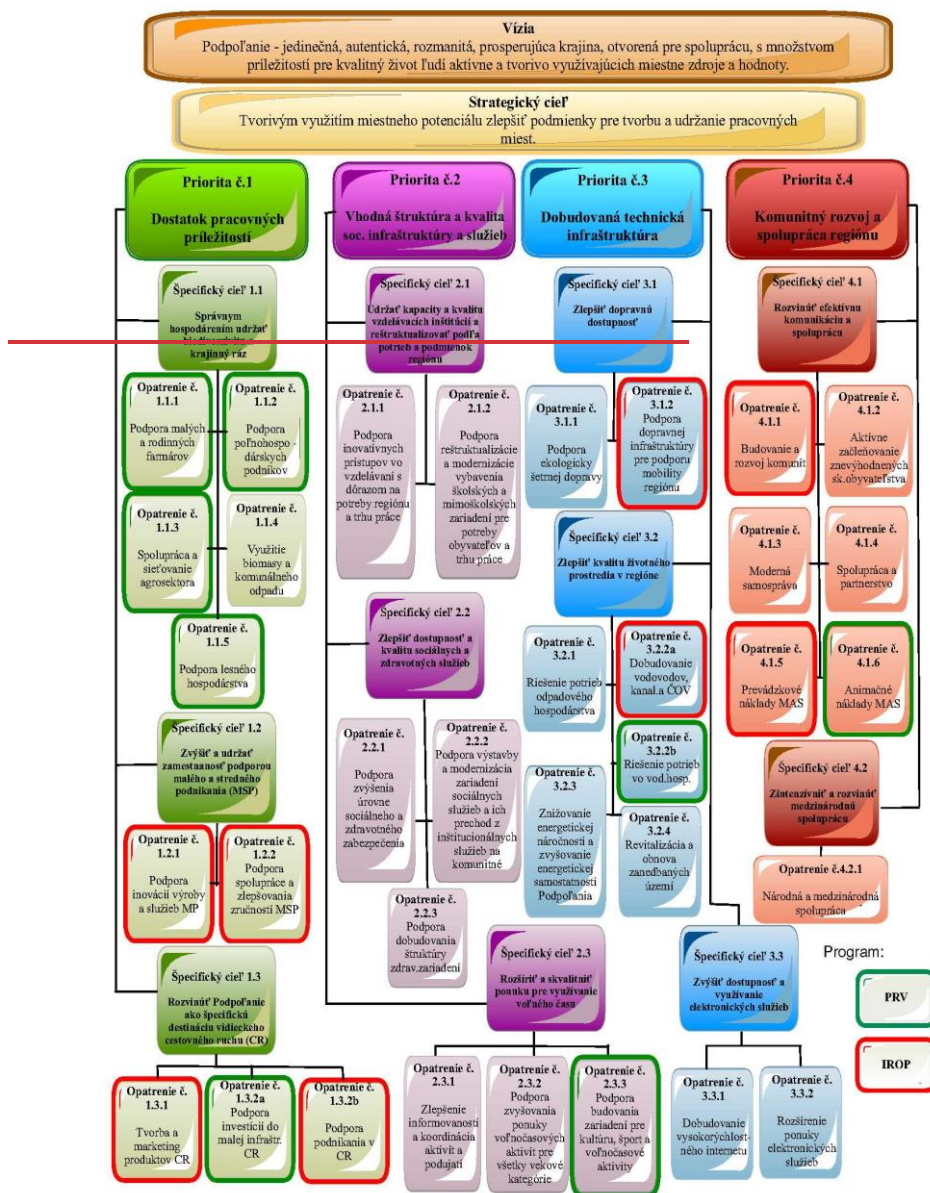 Vízia
Podpoľanie - jedinečná, autentická, rozmanitá, prosperujúca krajina, otvorená pre spoluprácu, s množstvom
príležitostí pre kvalitný život ľudí aktívne a tvorivo využívajúcich miestne zdroje a hodnoty.
Strategický cieľ
Tvorivým využitím miestneho potenciálu zlepšiť podmienky pre tvorbu a udržanie pracovných
miest.
Priorita č.1
Dostatok pracovných
príležitostí
Špecifický cieľ 1.1
Správnym
hospodárením udržať
krajinný ráz
Opatrenie č.
1.1.1
Podpora malých
a rodinných
farmárov
Opatrenie č.
1.1.2
Podpora
poľnohospo -
dárskych
podnikov
Opatrenie č.
1.1.3
Spolupráca a
sieťovanie
agrosektora
Opatrenie č.
1.1.4
Využitie
biomasy a
komunálneho
odpadu
Opatrenie č.
1.1.5
Podpora lesného
hospodárstva
Špecifický cieľ 1.2
Zvýšiť a udržať
zamestnanosť podporou
malého a stredného
podnikania (MSP)
Opatrenie č.
1.2.1
Podpora
inovácií výroby
a služieb MP
Opatrenie č.
1.2.2
Podpora
spolupráce a
zlepšovania
zručností MSP
Špecifický cieľ 1.3
Rozvinúť Podpoľanie
ako špecifickú
destináciu vidieckeho
cestovného ruchu (CR)
Opatrenie č.
1.3.1
Tvorba a
marketing
produktov CR
Opatrenie č.
1.3.2a
Podpora
investícií do
malej infraštr.
CR
Opatrenie č.
1.3.2b
Podpora
podnikania v
CR
Priorita č.2
Vhodná štruktúra a kvalita
soc. infraštruktúry a služieb
Špecifický cieľ 2.1
Udržať kapacity a kvalitu
vzdelávacích inštitúcií a
reštruktualizovať podľa
potrieb a podmienok
regiónu
Opatrenie č.
2.1.1
Podpora
inovatívnych
prístupov vo
vzdelávaní s
dôrazom na
potreby regiónu
a trhu práce
Opatrenie č.
2.1.2
Podpora
reštruktualizácie
a modernizácie
vybavenia
školských a
mimoškolských
zariadení pre
potreby
obyvateľov a
trhu práce
Špecifický cieľ 2.2
Zlepšiť dostupnosť a
kvalitu sociálnych a
zdravotných služieb
Opatrenie č.
2.2.1
Podpora
zvýšenia
úrovne
sociálneho a
zdravotného
zabezpečenia
Opatrenie č.
2.2.2
Podpora výstavby
a modernizácia
zariadení
sociálnych
služieb a ich
prechod z
inštitucionálnych
služieb na
komunitné
Opatrenie č.
2.2.3
Podpora
dobudovania
štruktúry
zdrav.zariadení
Špecifický cieľ 2.3
Rozšíriť a skvalitniť
ponuku pre využívanie
voľného času
Opatrenie č.
2.3.1
Zlepšenie
informovanosti
a koordinácia
aktivít a
podujatí
Opatrenie č.
2.3.2
Podpora
zvyšovania
ponuky
voľnočasových
aktivít pre
všetky vekové
kategórie
Opatrenie č.
2.3.3
Podpora
budovania
zariadení pre
kultúru, šport a
voľnočasové
aktivity
Priorita č.3
Dobudovaná technická
infraštruktúra
Špecifický cieľ 3.1
Zlepšiť dopravnú
dostupnosť
Opatrenie č.
3.1.1
Podpora
ekologicky
šetrnej dopravy
Opatrenie č.
3.1.2
Podpora
dopravnej
infraštruktúry
pre podporu
mobility
regiónu
Špecifický cieľ 3.2
Zlepšiť kvalitu životného
prostredia v regióne
Opatrenie č.
3.2.1
Riešenie potrieb
odpadového
hospodárstva
Opatrenie č.
3.2.2a
Dobudovanie
vodovodov,
kanal.a ČOV
Opatrenie č.
3.2.2b
Riešenie potrieb
vo vod.hosp.
Opatrenie č.
3.2.3
Znižovanie
energetickej
náročnosti a
zvyšovanie
energetickej
samostatnosti
Podpoľania
Opatrenie č.
3.2.4
Revitalizácia a
obnova
zanedbaných
území
Špecifický cieľ 3.3
Zvýšiť dostupnosť a
využívanie
elektronických služieb
Opatrenie č.
3.3.1
Dobudovanie
vysokorýchlost-
ného internetu
Opatrenie č.
3.3.2
Rozšírenie
ponuky
elektronických
služieb
Priorita č.4
Komunitný rozvoj a
spolupráca regiónu
Špecifický cieľ 4.1
Rozvinúť efektívnu
komunikáciu a
spoluprácu
Opatrenie č.
4.1.1
Budovanie a
rozvoj komunít
Opatrenie č.
4.1.2
Aktívne
začleňovanie
znevýhodnených
sk.obyvateľstva
Opatrenie č.
4.1.3
Moderná
samospráva
Opatrenie č.
4.1.4
Spolupráca a
partnerstvo
Opatrenie č.
4.1.5
Prevádzkové
náklady MAS
Opatrenie č.
4.1.6
Animačné
náklady MAS
Špecifický cieľ 4.2
Zintenzívniť a rozvinúť
medzinárodnú
spoluprácu
Opatrenie č.4.2.1
Národná a medzinárodná
spolupráca
Program:
PRV
IROP